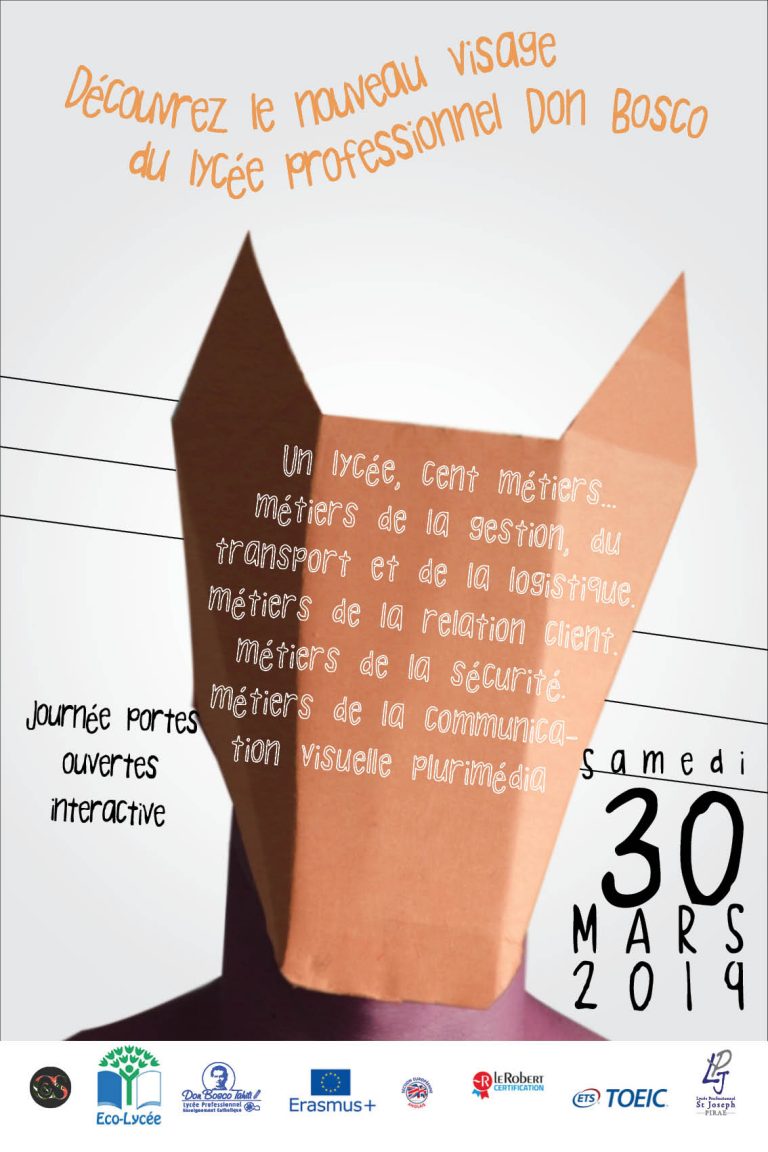 Découvrez le nouveau visage
du lycée professionnel Don Bosco
Un lycée, cent métiers...
métiers de la gestion, du
transport et de la logistique.
métiers de la relation client.
métiers de la sécurité.
métiers de la communica-
tion visuelle plurimédia
Journée portes
ouvertes
interactive
samedi
30
MARS
2019
Eco-Lycée
Don Bosco Tahiti
Lycée Professionnel
Enseignement Catholique
Erasmus+
SECTION EUROPÉENNE
ANGLAIS
R le Robert
CERTIFICATION
ETS TOEIC
LPJ
Lycée Professionnel
St Joseph
PIRAE